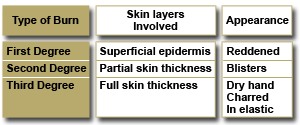 Type of Burn
Skin layers
Involved
Appearance
First Degree
Superficial epidermis
Reddened
Second Degree
Partial skin thickness
Blisters
Third Degree
Full skin thickness
Dry hand
Charred
In elastic